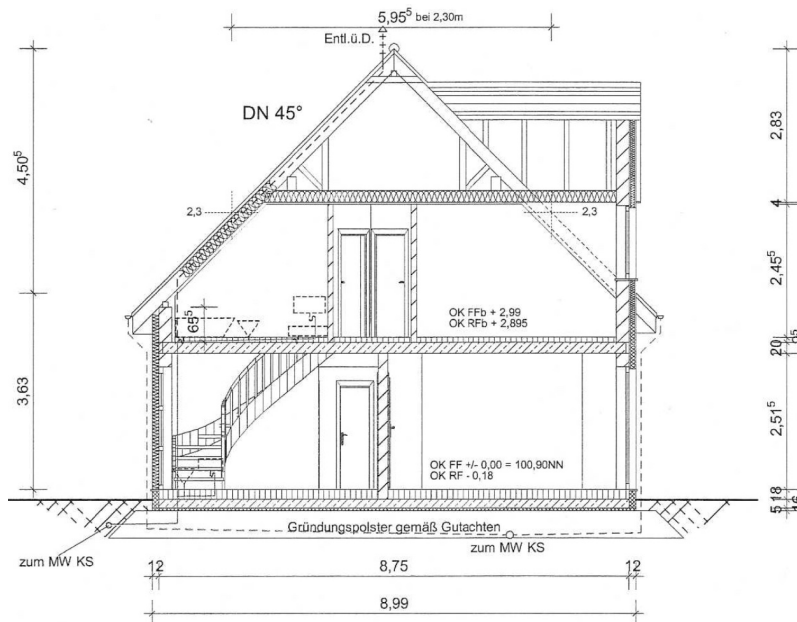 5,95⁵ bei 2,30m
Entl.ü.D.
DN 45°
4,50⁵
2,83
2,3
2,3
4
2,45⁵
65⁵
OK FFb + 2,99
OK RFb + 2,895
20
3,63
2,51⁵
OK FF +/- 0,00 = 100,90NN
OK RF - 0,18
18
5
Gründungspolster gemäß Gutachten
zum MW KS
zum MW KS
12
8,75
12
8,99